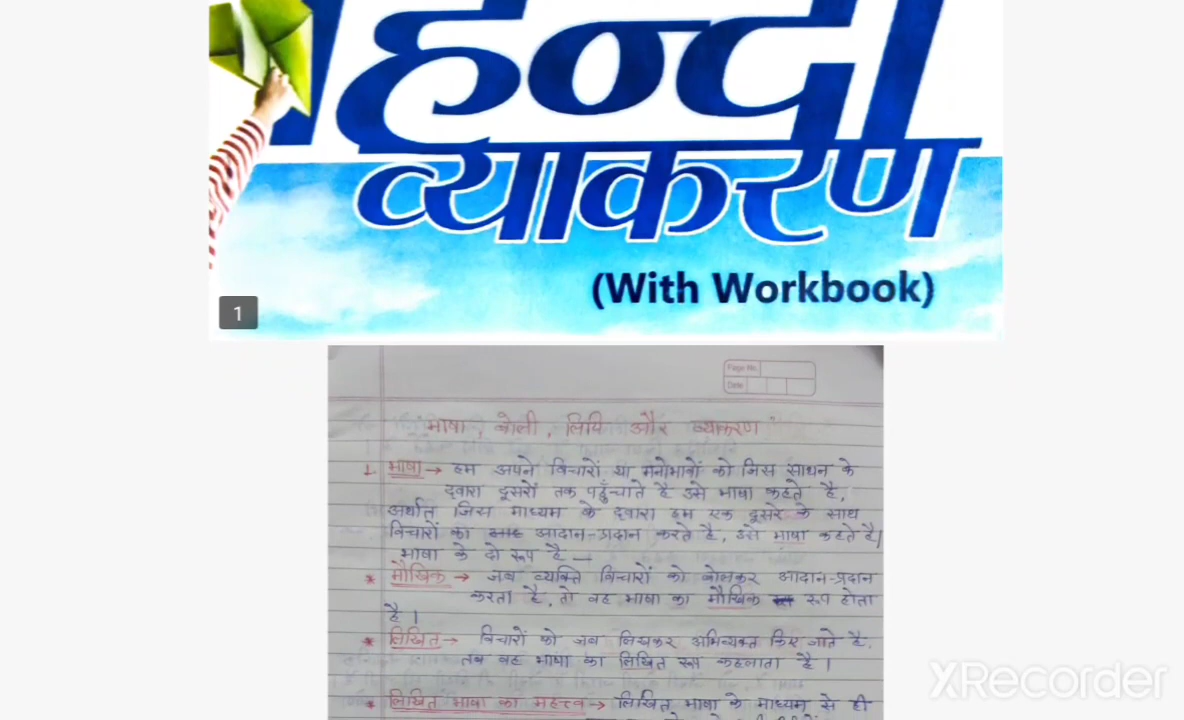 हिन्दी
व्याकरण
(With Workbook)
1
Page No.
Date
"भाषा, बोली, लिपि और व्याकरण"
1. भाषा → हम अपने विचारों या मनोभावों को जिस साधन के
द्वारा दूसरों तक पहुँचाते है उसे भाषा कहते है,
अर्थात जिस माध्यम के द्वारा हम एक दूसरे के साथ
विचारों का आदान-प्रदान करते है, उसे भाषा कहते है।
भाषा के दो रूप है —
* मौखिक → जब व्यक्ति विचारों को बोलकर आदान-प्रदान
करता है, तो वह भाषा का मौखिक रूप होता
है।
* लिखित → विचारों को जब लिखकर अभिव्यक्त किए जाते है,
तब वह भाषा का लिखित रूप कहलाता है।
* लिखित भाषा का महत्त्व → लिखित भाषा के माध्यम से ही
XRecorder